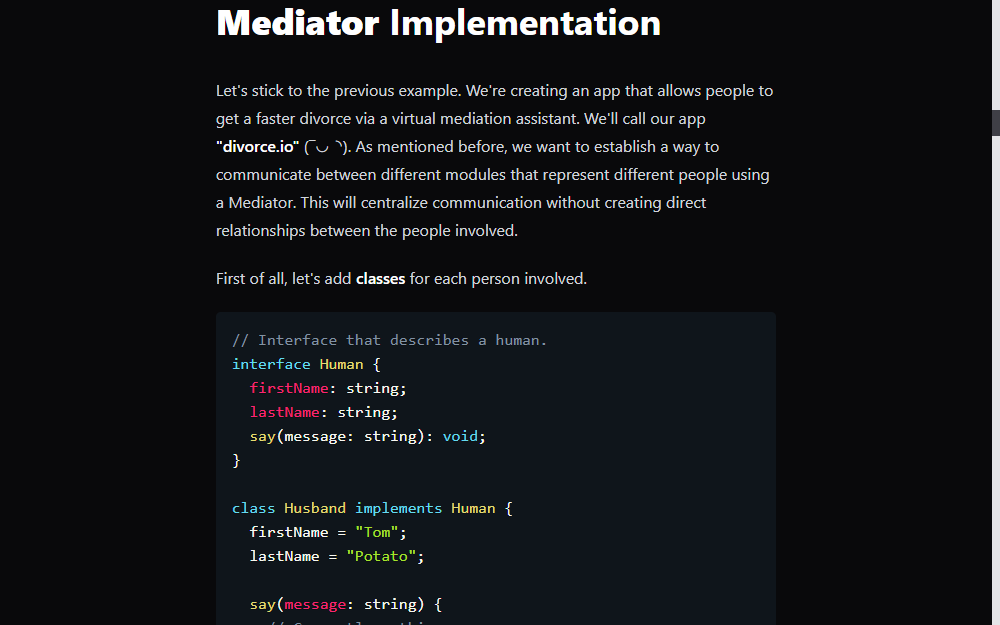 Mediator Implementation
Let's stick to the previous example. We're creating an app that allows people to
get a faster divorce via a virtual mediation assistant. We'll call our app
"divorce.io" (¯◡ ¯). As mentioned before, we want to establish a way to
communicate between different modules that represent different people using
a Mediator. This will centralize communication without creating direct
relationships between the people involved.
First of all, let's add classes for each person involved.
// Interface that describes a human.
interface Human {
  firstName: string;
  lastName: string;
  say(message: string): void;
}
class Husband implements Human {
  firstName = "Tom";
  lastName = "Potato";
  say(message: string) {